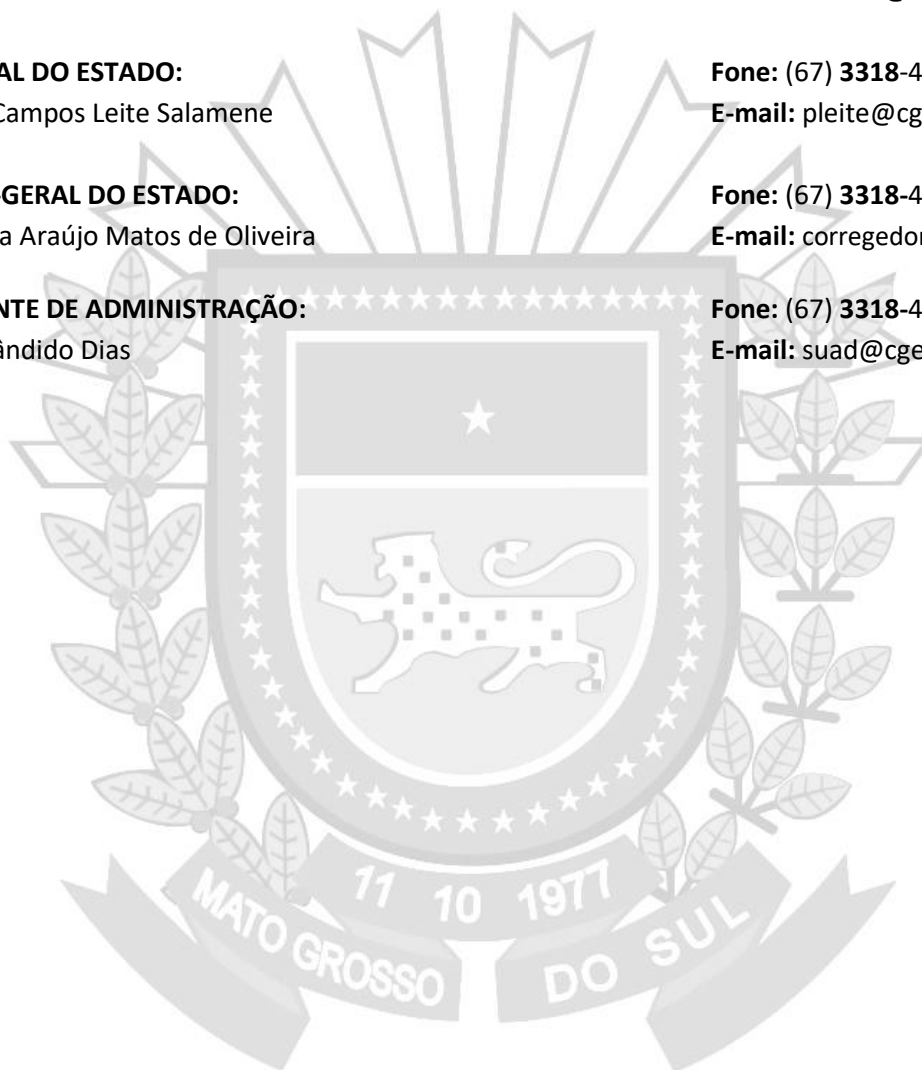 AL DO ESTADO:
Fone: (67) 3318-4
Campos Leite Salamene
E-mail: pleite@cg
-GERAL DO ESTADO:
Fone: (67) 3318-4
a Araújo Matos de Oliveira
E-mail: corregedor
NTE DE ADMINISTRAÇÃO:
Fone: (67) 3318-4
ândido Dias
E-mail: suad@cge
11 10 1977
MATO GROSSO DO SUL